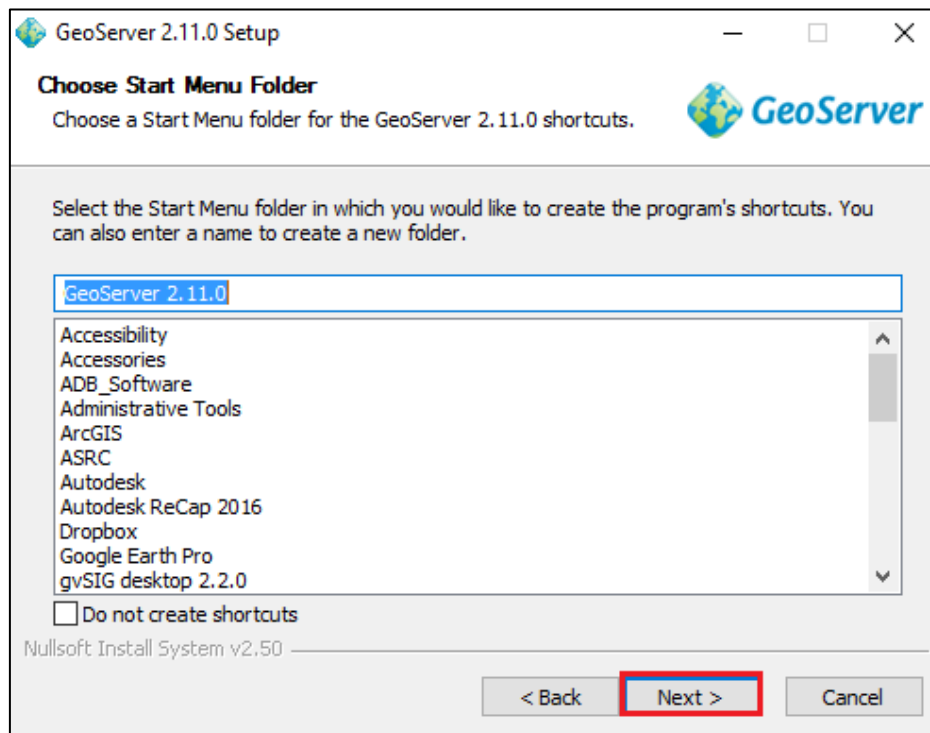 GeoServer 2.11.0 Setup
Choose Start Menu Folder
Choose a Start Menu folder for the GeoServer 2.11.0 shortcuts.
GeoServer
Select the Start Menu folder in which you would like to create the program's shortcuts. You
can also enter a name to create a new folder.
GeoServer 2.11.0
Accessibility
Accessories
ADB_Software
Administrative Tools
ArcGIS
ASRC
Autodesk
Autodesk ReCap 2016
Dropbox
Google Earth Pro
gvSIG desktop 2.2.0
Do not create shortcuts
Nullsoft Install System v2.50
< Back
Next >
Cancel